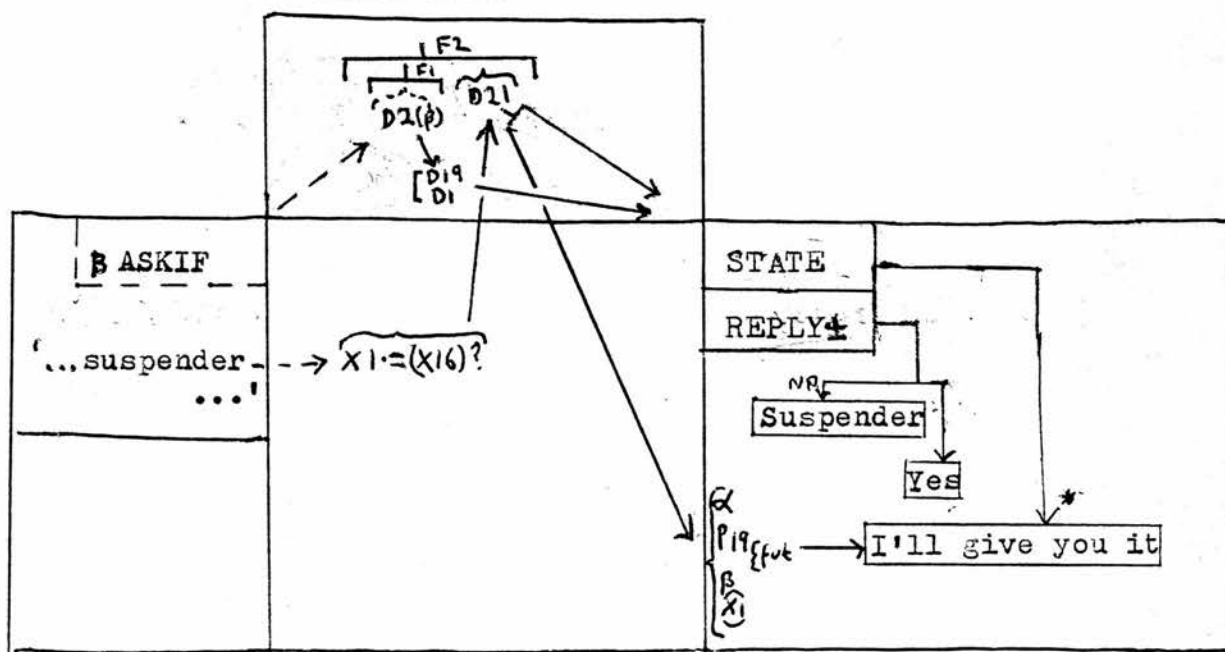 F2
F1
D2(β) D21
D19
D1
β ASKIF
STATE
REPLY±
'...suspender
...'
X1·=(X16)?
NP
Suspender
Yes
α
P19{fut
β
X1
*
I'll give you it